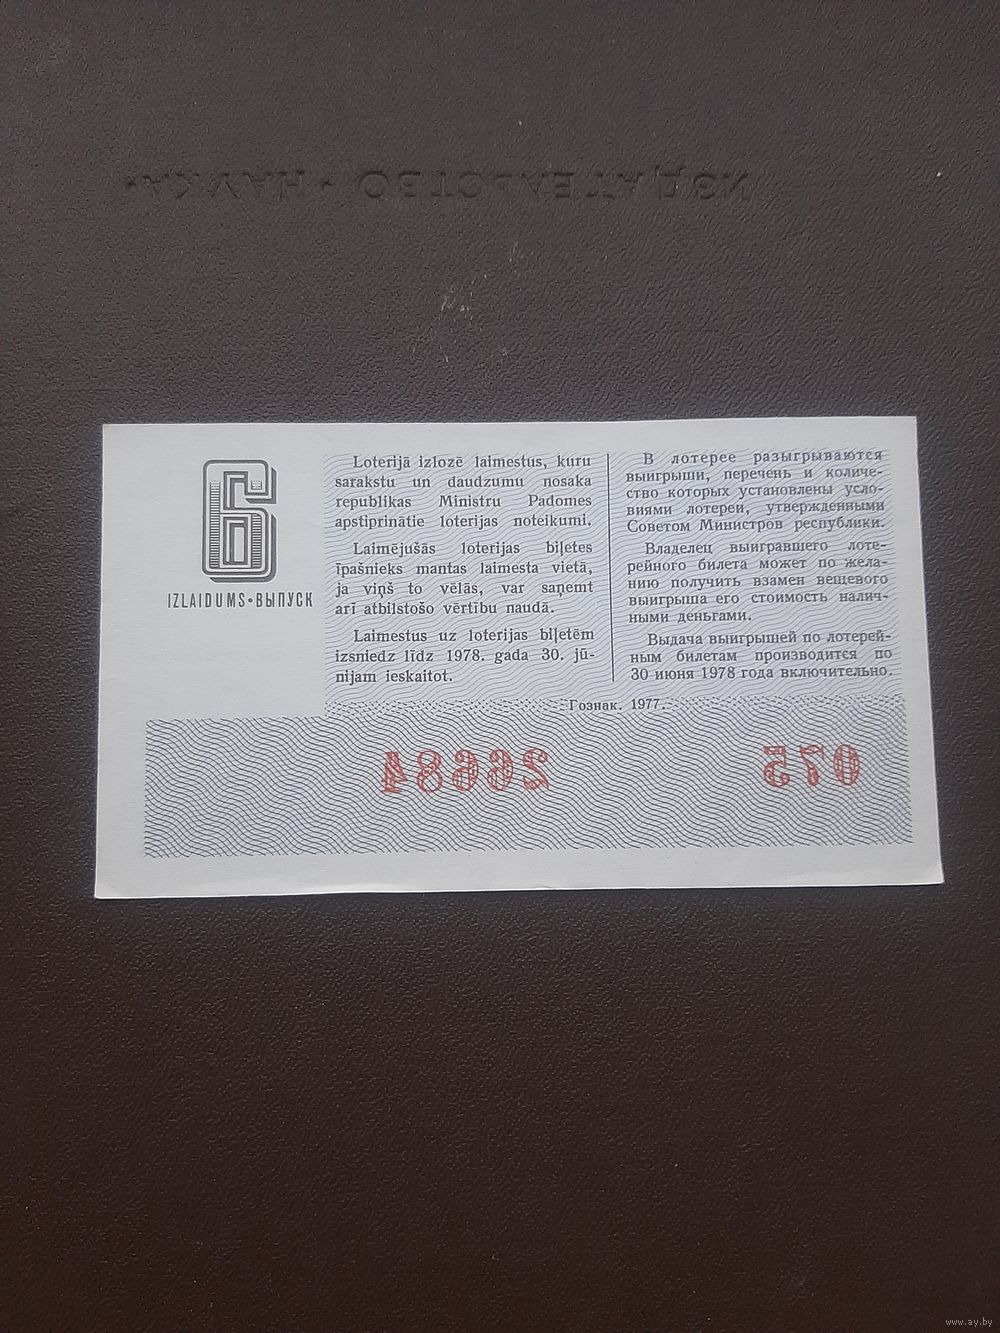 ИЗДАТЕЛЬСТВО · НАУКА ·
6
IZLAIDUMS•ВЫПУСК
Loterijā izlozē laimestus, kuru
sarakstu un daudzumu nosaka
republikas Ministru Padomes
apstiprinātie loterijas noteikumi.
Laimējušās loterijas biļetes
īpašnieks mantas laimesta vietā,
ja viņš to vēlās, var saņemt
arī atbilstošo vērtību naudā.
Laimestus uz loterijas biļetēm
izsniedz līdz 1978. gada 30. jū-
nijam ieskaitot.
В лотерее разыгрываются
выигрыши, перечень и количе-
ство которых установлены усло-
виями лотереи, утвержденными
Советом Министров республики.
Владелец выигравшего лоте-
рейного билета может по жела-
нию получить взамен вещевого
выигрыша его стоимость налич-
ными деньгами.
Выдача выигрышей по лотерей-
ным билетам производится по
30 июня 1978 года включительно.
Гознак. 1977.
26684
075
www.ay.by